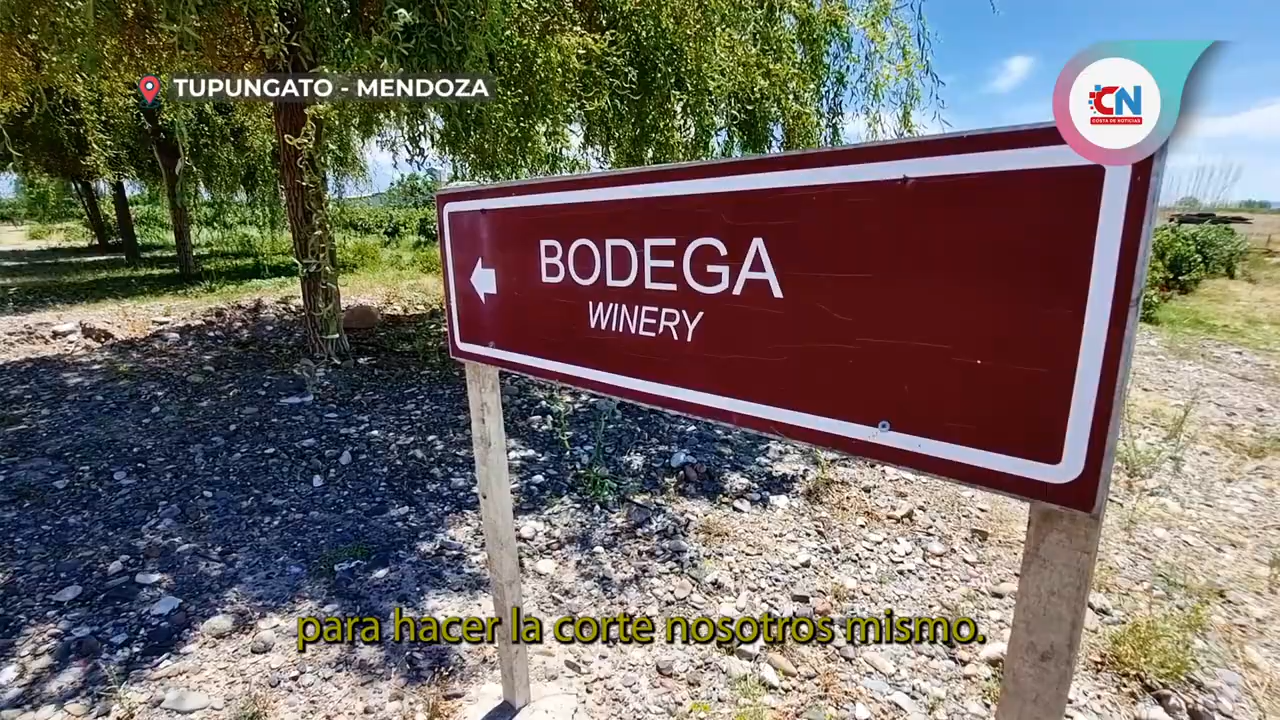 TUPUNGATO - MENDOZA
CN
COSTA DE NOTICIAS
BODEGA
WINERY
para hacer la corte nosotros mismo.